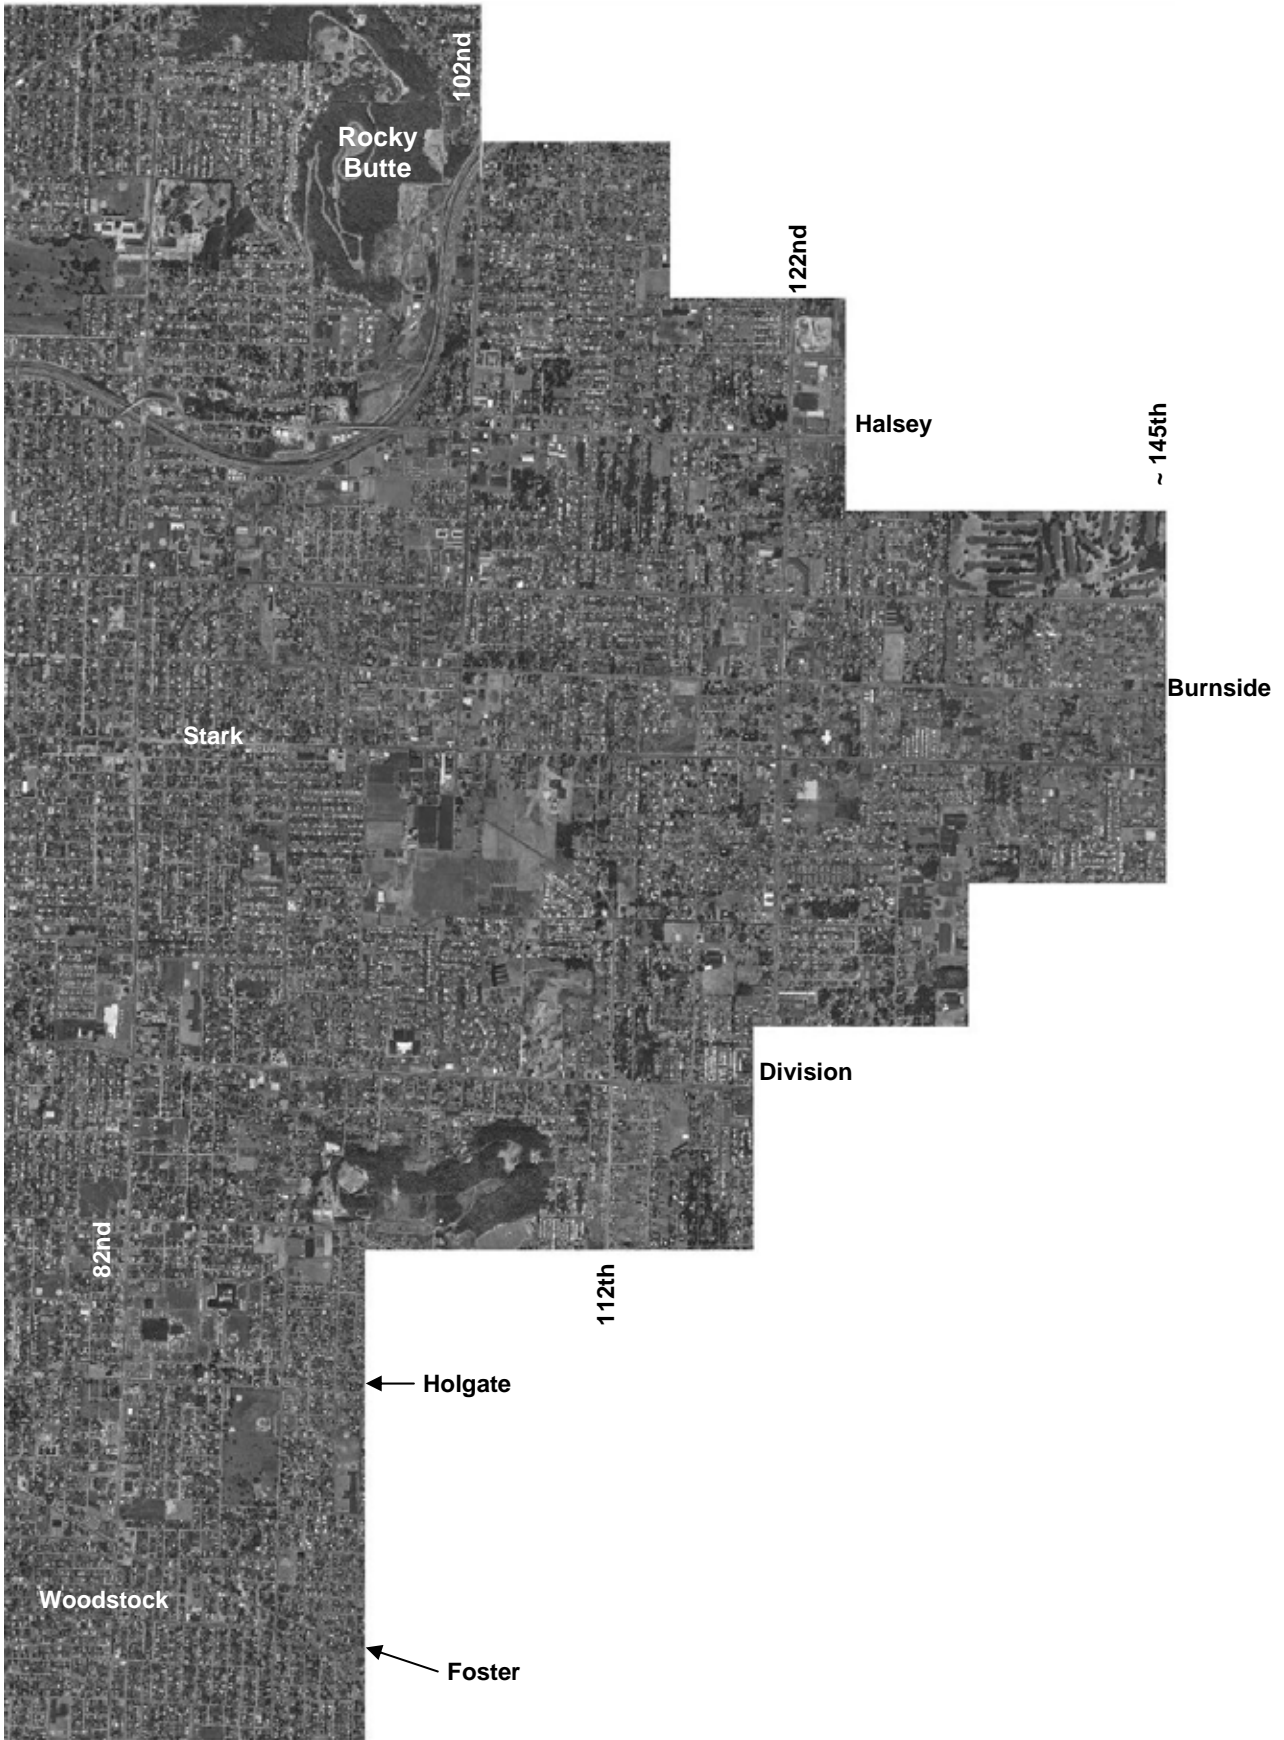 102nd
Rocky
Butte
122nd
Halsey
~ 145th
Burnside
Stark
Division
82nd
112th
Holgate
Woodstock
Foster